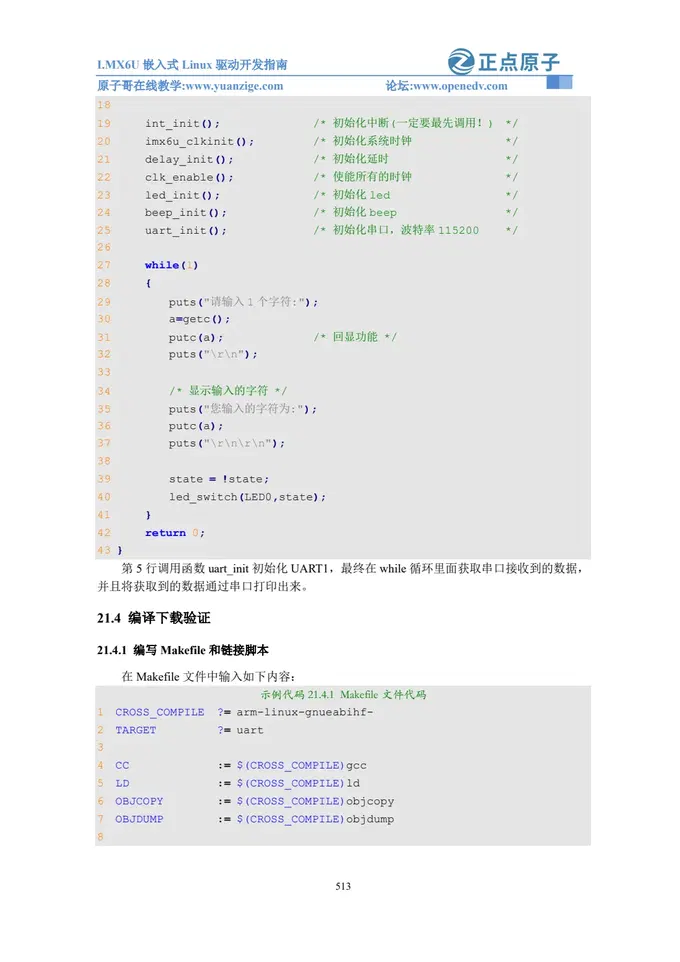 I.MX6U 嵌入式 Linux 驱动开发指南
正点原子
原子哥在线教学:www.yuanzige.com 论坛:www.openedv.com
18
19 int_init(); /* 初始化中断(一定要最先调用！) */
20 imx6u_clkinit(); /* 初始化系统时钟 */
21 delay_init(); /* 初始化延时 */
22 clk_enable(); /* 使能所有的时钟 */
23 led_init(); /* 初始化 led */
24 beep_init(); /* 初始化 beep */
25 uart_init(); /* 初始化串口，波特率 115200 */
26
27 while(1)
28 {
29 puts("请输入 1 个字符:");
30 a=getc();
31 putc(a); /* 回显功能 */
32 puts("\r\n");
33
34 /* 显示输入的字符 */
35 puts("您输入的字符为:");
36 putc(a);
37 puts("\r\n\r\n");
38
39 state = !state;
40 led_switch(LED0,state);
41 }
42 return 0;
43 }
第 5 行调用函数 uart_init 初始化 UART1，最终在 while 循环里面获取串口接收到的数据，
并且将获取到的数据通过串口打印出来。
21.4 编译下载验证
21.4.1 编写 Makefile 和链接脚本
在 Makefile 文件中输入如下内容：
示例代码 21.4.1 Makefile 文件代码
1 CROSS_COMPILE ?= arm-linux-gnueabihf-
2 TARGET ?= uart
3
4 CC := $(CROSS_COMPILE)gcc
5 LD := $(CROSS_COMPILE)ld
6 OBJCOPY := $(CROSS_COMPILE)objcopy
7 OBJDUMP := $(CROSS_COMPILE)objdump
8
513